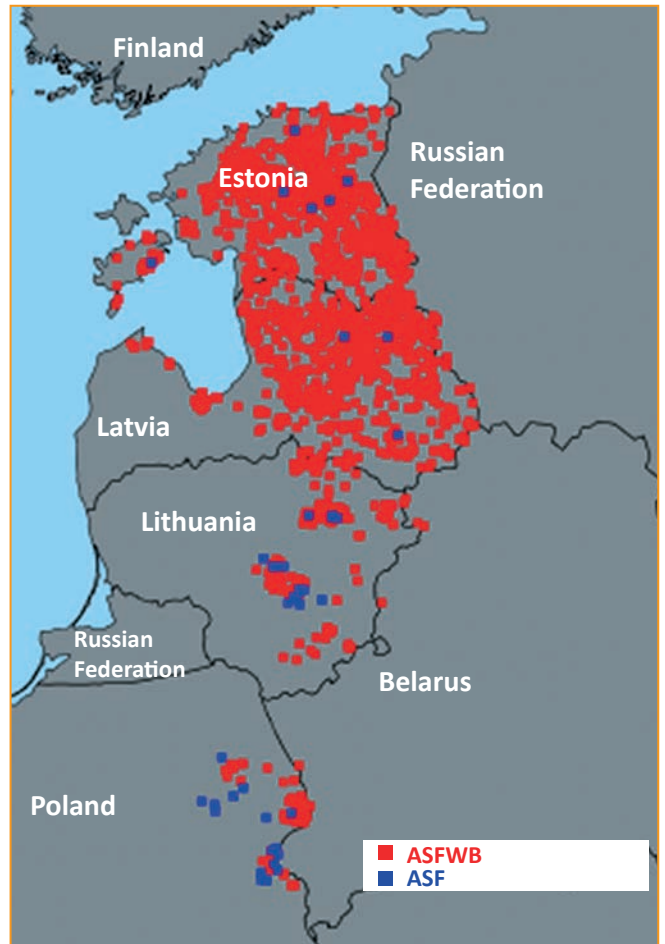 Finland
Russian
Federation
Estonia
Latvia
Lithuania
Russian
Federation
Belarus
Poland
ASFWB
ASF